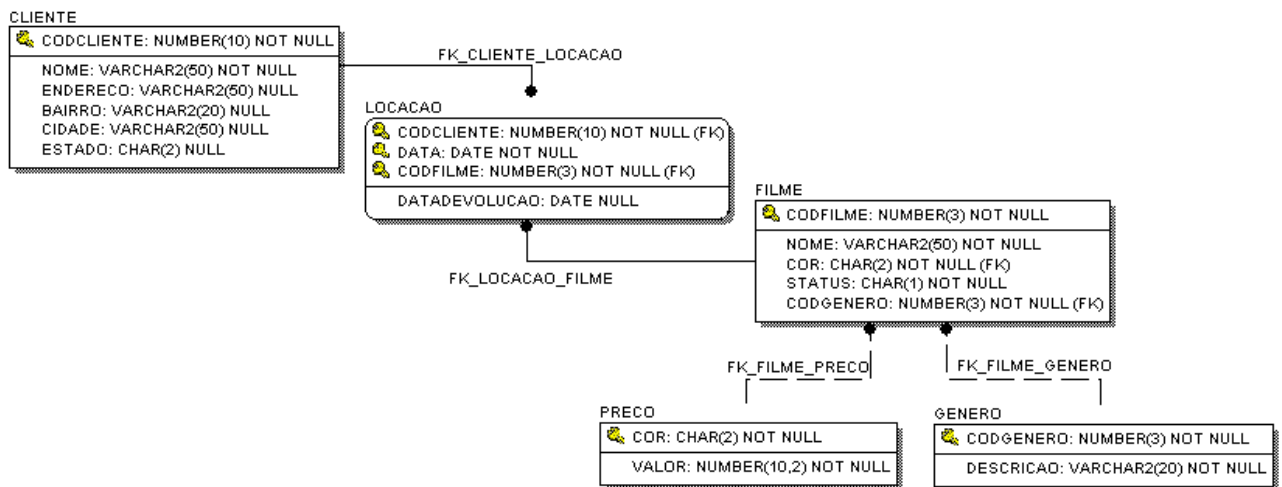 CLIENTE
CODCLIENTE: NUMBER(10) NOT NULL
NOME: VARCHAR2(50) NOT NULL
ENDERECO: VARCHAR2(50) NULL
BAIRRO: VARCHAR2(20) NULL
CIDADE: VARCHAR2(50) NULL
ESTADO: CHAR(2) NULL
FK_CLIENTE_LOCACAO
LOCACAO
CODCLIENTE: NUMBER(10) NOT NULL (FK)
DATA: DATE NOT NULL
CODFILME: NUMBER(3) NOT NULL (FK)
DATADEVOLUCAO: DATE NULL
FK_LOCACAO_FILME
FILME
CODFILME: NUMBER(3) NOT NULL
NOME: VARCHAR2(50) NOT NULL
COR: CHAR(2) NOT NULL (FK)
STATUS: CHAR(1) NOT NULL
CODGENERO: NUMBER(3) NOT NULL (FK)
FK_FILME_PRECO
FK_FILME_GENERO
PRECO
COR: CHAR(2) NOT NULL
VALOR: NUMBER(10,2) NOT NULL
GENERO
CODGENERO: NUMBER(3) NOT NULL
DESCRICAO: VARCHAR2(20) NOT NULL